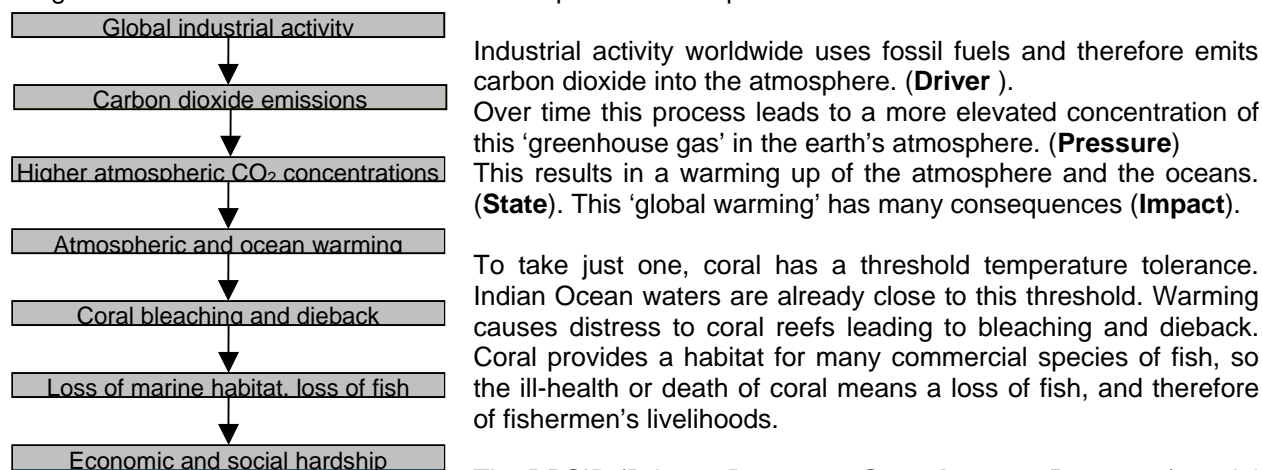 Global industrial activity
Carbon dioxide emissions
Higher atmospheric CO₂ concentrations
Atmospheric and ocean warming
Coral bleaching and dieback
Loss of marine habitat, loss of fish
Economic and social hardship
Industrial activity worldwide uses fossil fuels and therefore emits
carbon dioxide into the atmosphere. (Driver ).
Over time this process leads to a more elevated concentration of
this ‘greenhouse gas’ in the earth’s atmosphere. (Pressure)
This results in a warming up of the atmosphere and the oceans.
(State). This ‘global warming’ has many consequences (Impact).
To take just one, coral has a threshold temperature tolerance.
Indian Ocean waters are already close to this threshold. Warming
causes distress to coral reefs leading to bleaching and dieback.
Coral provides a habitat for many commercial species of fish, so
the ill-health or death of coral means a loss of fish, and therefore
of fishermen’s livelihoods.